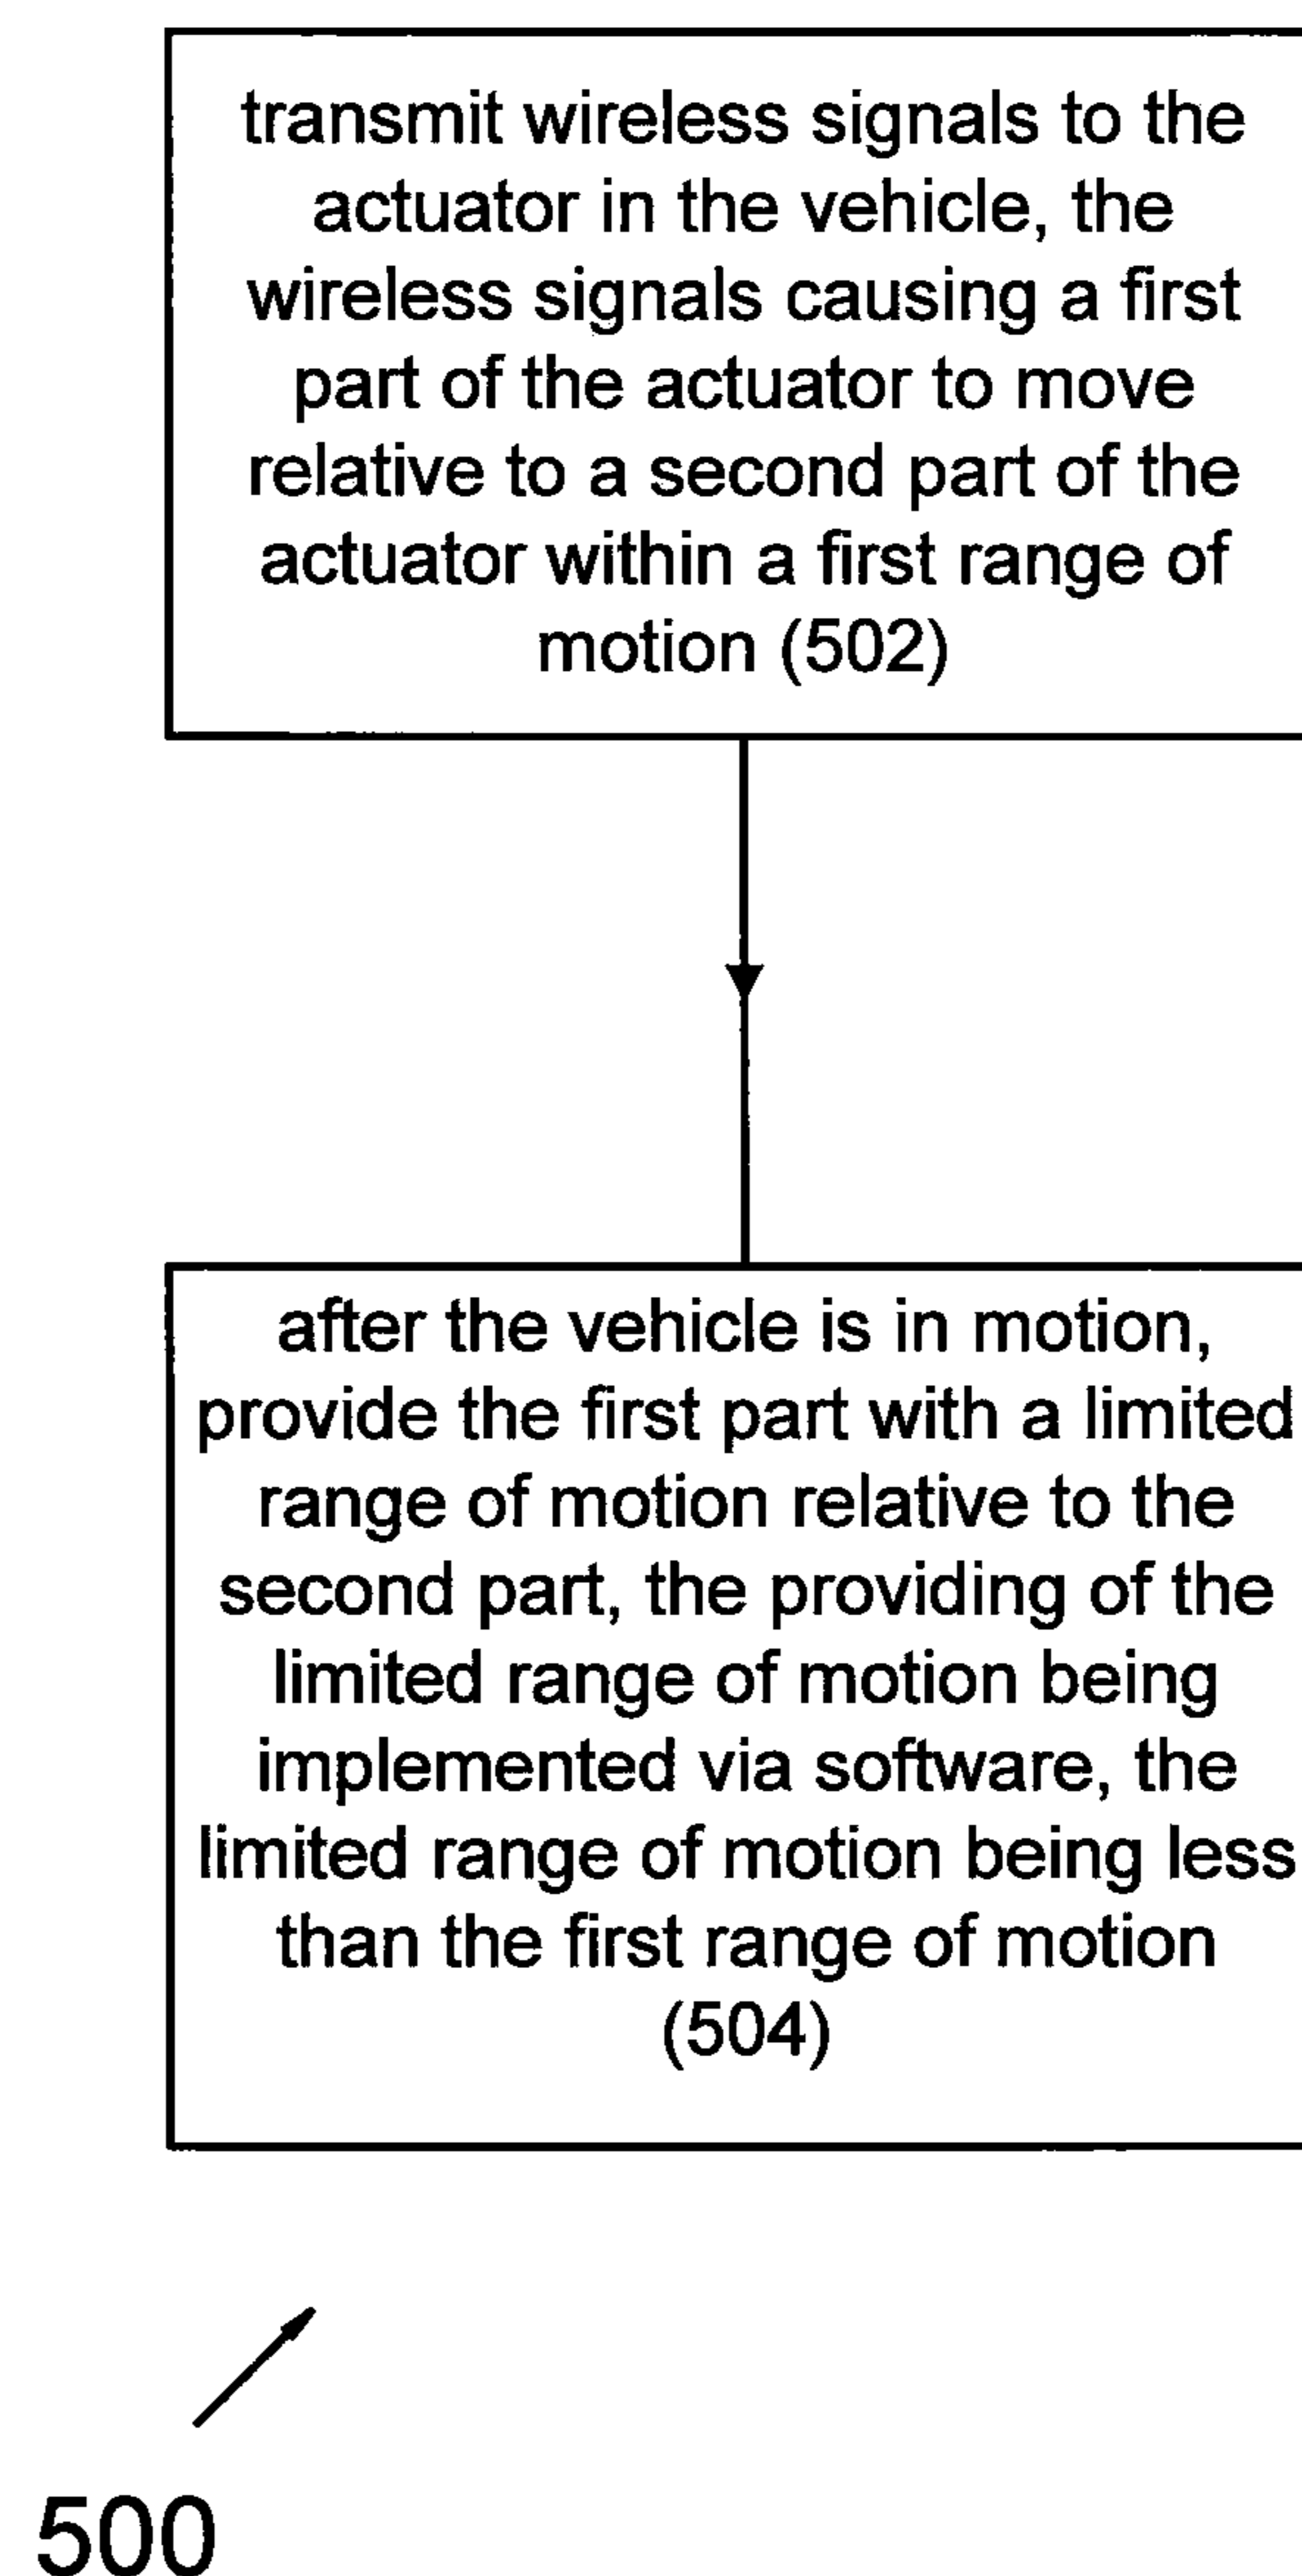 transmit wireless signals to the
actuator in the vehicle, the
wireless signals causing a first
part of the actuator to move
relative to a second part of the
actuator within a first range of
motion (502)
after the vehicle is in motion,
provide the first part with a limited
range of motion relative to the
second part, the providing of the
limited range of motion being
implemented via software, the
limited range of motion being less
than the first range of motion
(504)
500